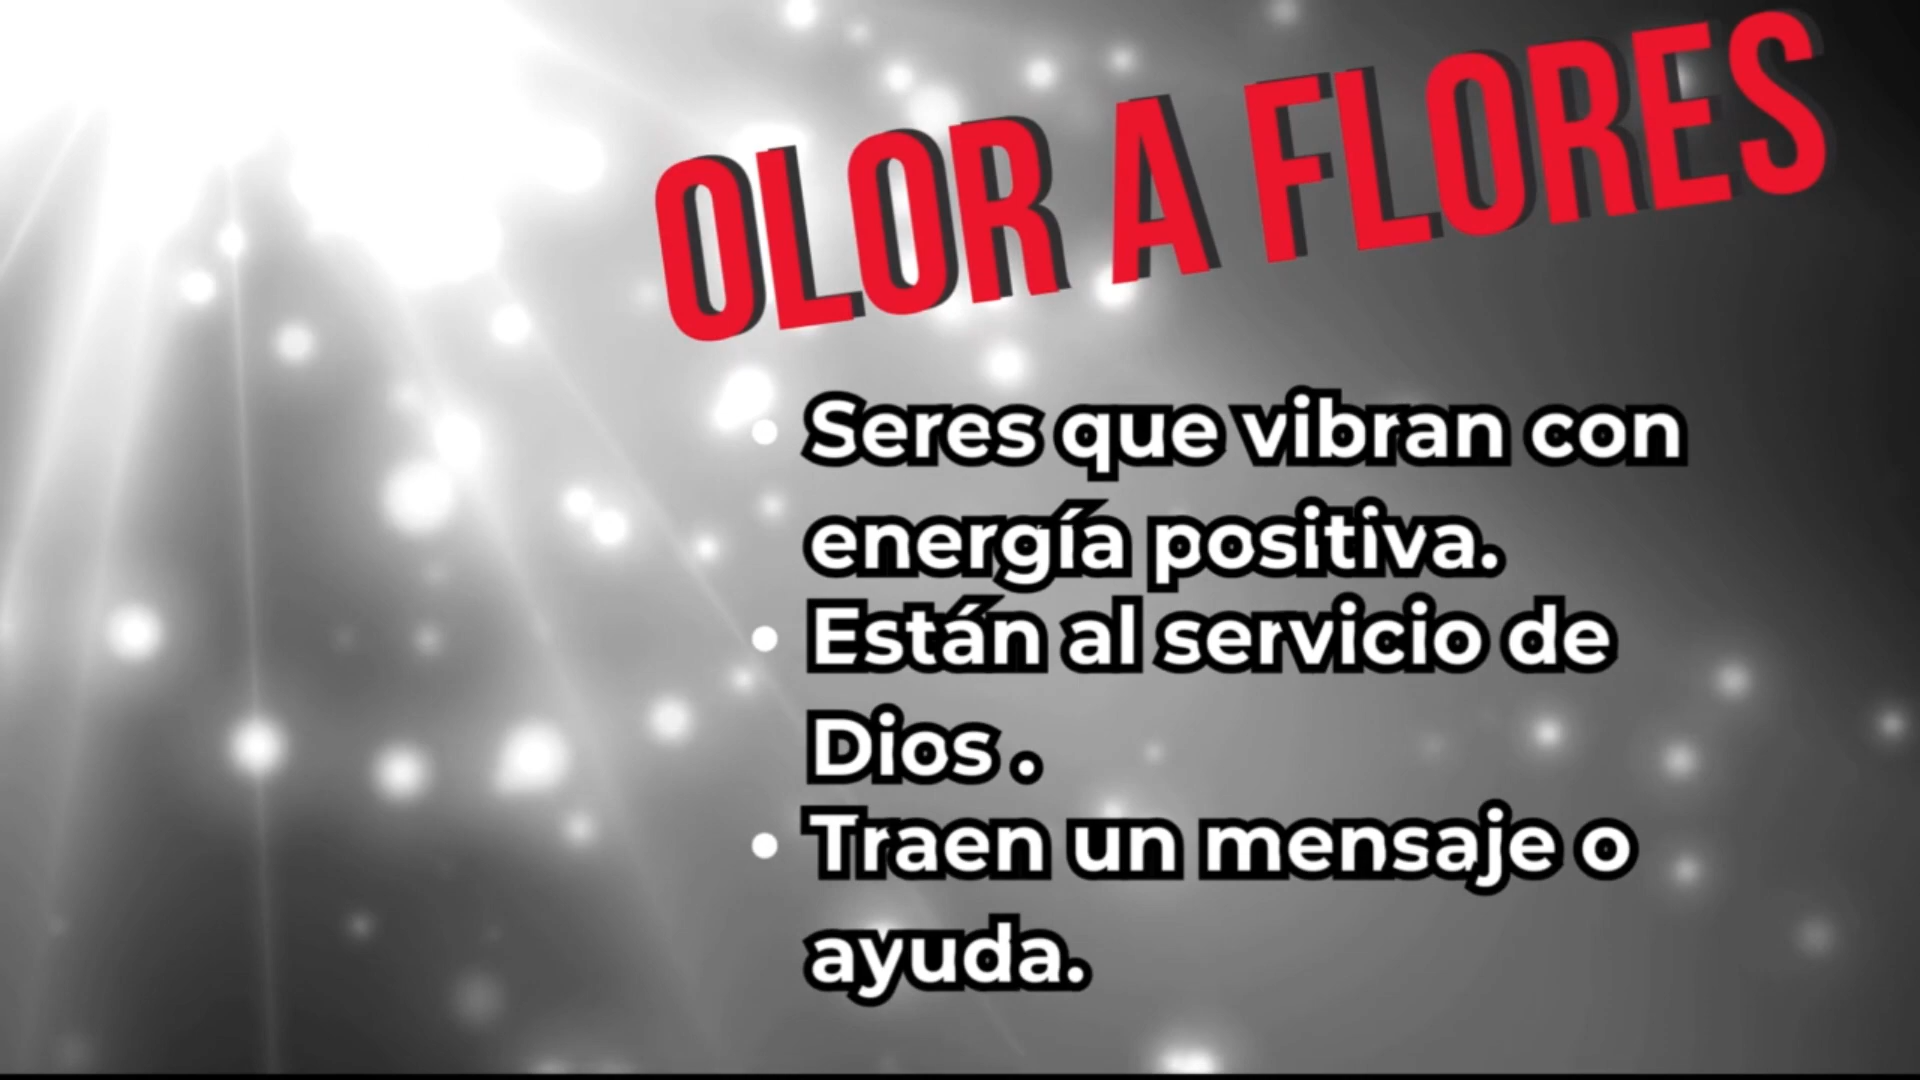 OLOR A FLORES
• Seres que vibran con
energía positiva.
• Están al servicio de
Dios .
• Traen un mensaje o
ayuda.